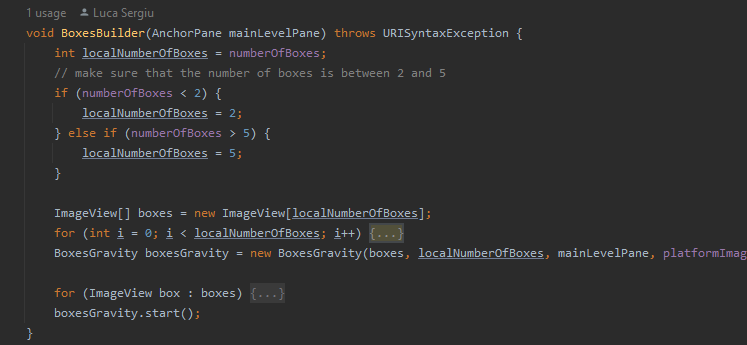 1 usage Luca Sergiu
void BoxesBuilder(AnchorPane mainLevelPane) throws URISyntaxException {
    int localNumberOfBoxes = numberOfBoxes;
    // make sure that the number of boxes is between 2 and 5
    if (numberOfBoxes < 2) {
        localNumberOfBoxes = 2;
    } else if (numberOfBoxes > 5) {
        localNumberOfBoxes = 5;
    }
    ImageView[] boxes = new ImageView[localNumberOfBoxes];
    for (int i = 0; i < localNumberOfBoxes; i++) {...}
    BoxesGravity boxesGravity = new BoxesGravity(boxes, localNumberOfBoxes, mainLevelPane, platformImag
    for (ImageView box : boxes) {...}
    boxesGravity.start();
}